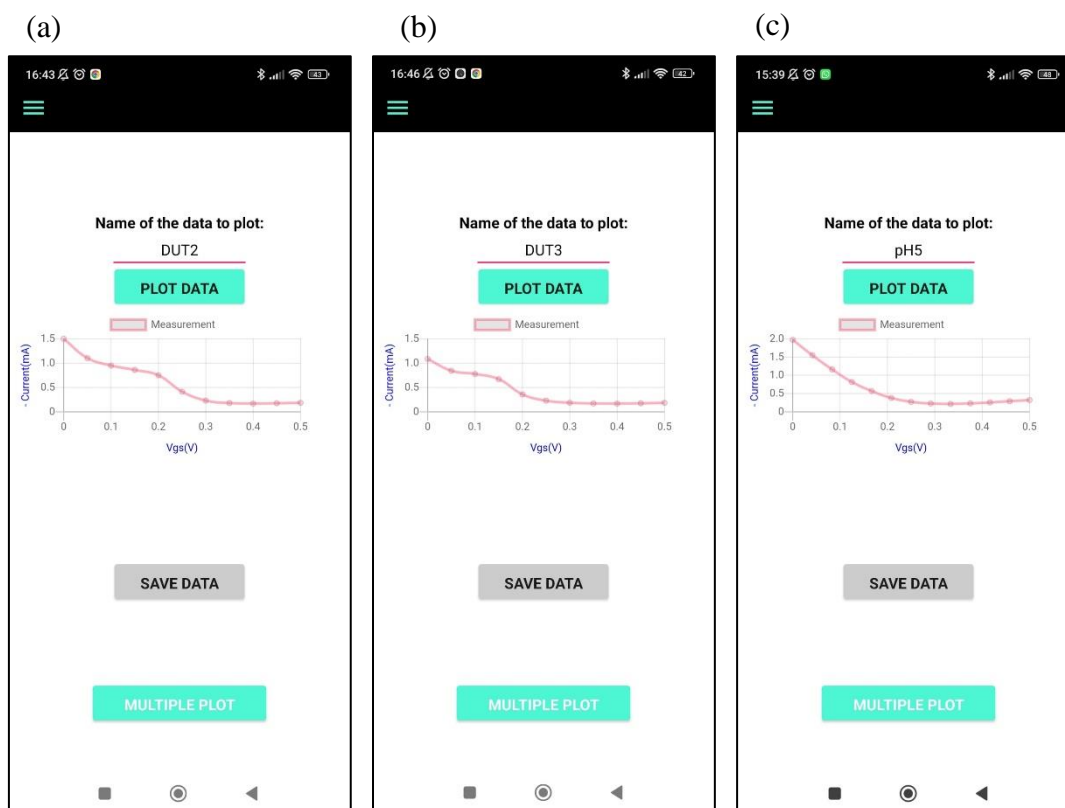 (a)
16:43
43
Name of the data to plot:
DUT2
PLOT DATA
Measurement
- Current(mA)
1.5
1.0
0.5
0
0 0.1 0.2 0.3 0.4 0.5
Vgs(V)
SAVE DATA
MULTIPLE PLOT
(b)
16:46
42
Name of the data to plot:
DUT3
PLOT DATA
Measurement
- Current(mA)
1.5
1.0
0.5
0
0 0.1 0.2 0.3 0.4 0.5
Vgs(V)
SAVE DATA
MULTIPLE PLOT
(c)
15:39
48
Name of the data to plot:
pH5
PLOT DATA
Measurement
- Current(mA)
2.0
1.5
1.0
0.5
0
0 0.1 0.2 0.3 0.4 0.5
Vgs(V)
SAVE DATA
MULTIPLE PLOT